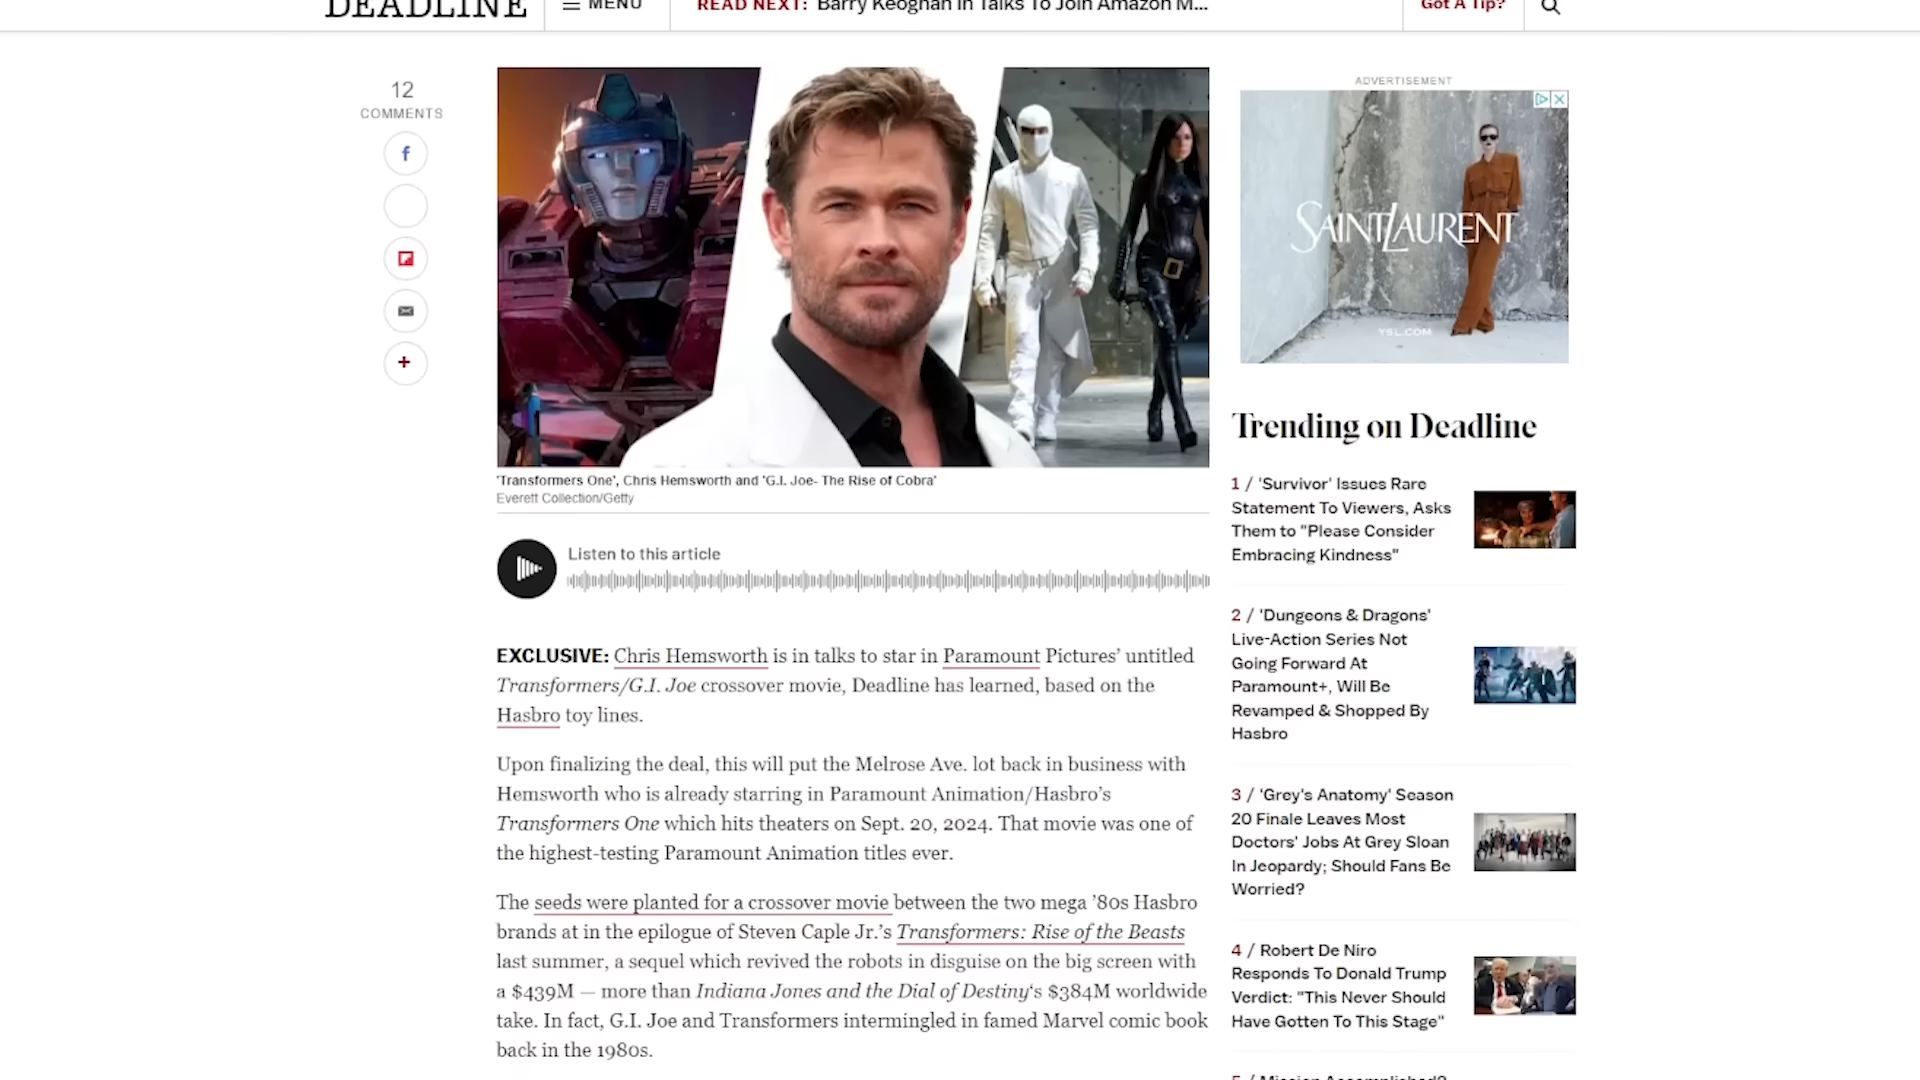 DEADLINE
MENU
READ NEXT: Barry Keoghan In Talks To Join Amazon M...
Got A Tip?
12
COMMENTS
'Transformers One', Chris Hemsworth and 'G.I. Joe- The Rise of Cobra'
Everett Collection/Getty
Listen to this article
EXCLUSIVE: Chris Hemsworth is in talks to star in Paramount Pictures’ untitled
Transformers/G.I. Joe crossover movie, Deadline has learned, based on the
Hasbro toy lines.
Upon finalizing the deal, this will put the Melrose Ave. lot back in business with
Hemsworth who is already starring in Paramount Animation/Hasbro’s
Transformers One which hits theaters on Sept. 20, 2024. That movie was one of
the highest-testing Paramount Animation titles ever.
The seeds were planted for a crossover movie between the two mega ’80s Hasbro
brands at in the epilogue of Steven Caple Jr.’s Transformers: Rise of the Beasts
last summer, a sequel which revived the robots in disguise on the big screen with
a $439M — more than Indiana Jones and the Dial of Destiny‘s $384M worldwide
take. In fact, G.I. Joe and Transformers intermingled in famed Marvel comic book
back in the 1980s.
ADVERTISEMENT
SAINT LAURENT
YSL.COM
Trending on Deadline
1 / 'Survivor' Issues Rare
Statement To Viewers, Asks
Them to "Please Consider
Embracing Kindness"
2 / 'Dungeons & Dragons'
Live-Action Series Not
Going Forward At
Paramount+, Will Be
Revamped & Shopped By
Hasbro
3 / 'Grey's Anatomy' Season
20 Finale Leaves Most
Doctors' Jobs At Grey Sloan
In Jeopardy; Should Fans Be
Worried?
4 / Robert De Niro
Responds To Donald Trump
Verdict: "This Never Should
Have Gotten To This Stage"
5 / Mission Accomplished?